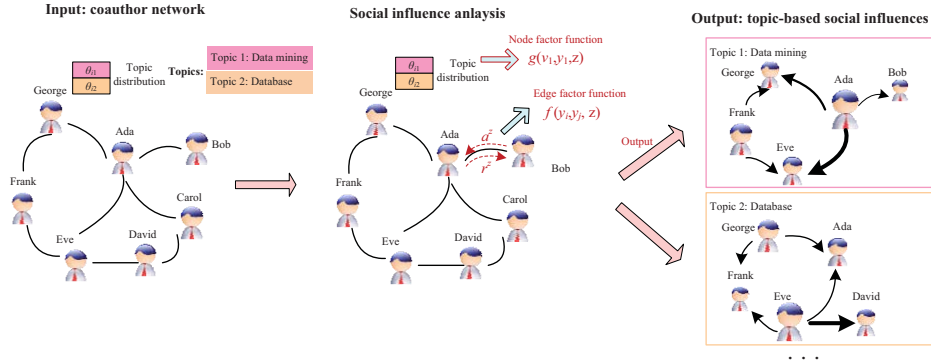 Input: coauthor network
θi1
θi2
Topic
distribution
Topics:
Topic 1: Data mining
Topic 2: Database
George
Ada
Bob
Frank
Carol
Eve
David
Social influence anlaysis
θi1
θi2
Topic
distribution
Node factor function
g(v1,y1,z)
Edge factor function
f (yi,yj, z)
George
Ada
az
rz
Bob
Frank
Carol
Eve
David
Output
Output: topic-based social influences
Topic 1: Data mining
George
Ada
Bob
Frank
Eve
Topic 2: Database
George
Ada
Frank
Eve
David
. . .